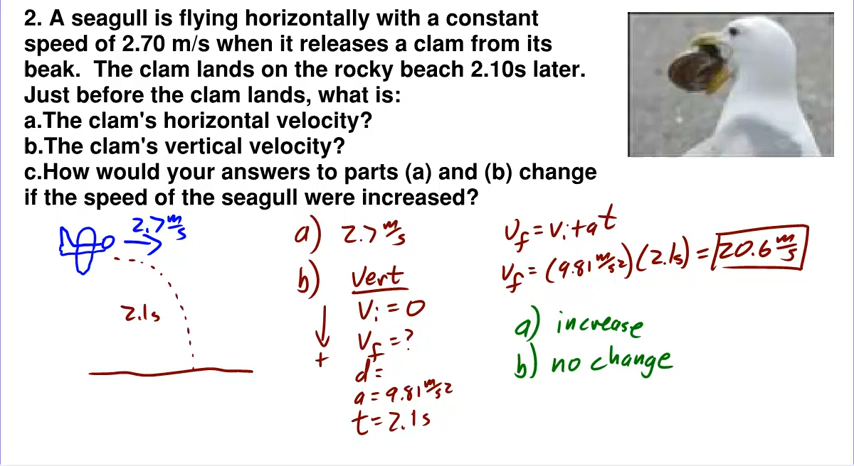 2. A seagull is flying horizontally with a constant
speed of 2.70 m/s when it releases a clam from its
beak.  The clam lands on the rocky beach 2.10s later.
Just before the clam lands, what is:
a.The clam's horizontal velocity?
b.The clam's vertical velocity?
c.How would your answers to parts (a) and (b) change
if the speed of the seagull were increased?
2.7 m/s
2.1s
a) 2.7 m/s
b) Vert
Vi = 0
Vf = ?
+
d =
a = 9.81 m/s2
t = 2.1s
Vf = Vi + at
Vf = (9.81 m/s2)(2.1s) = 20.6 m/s
a) increase
b) no change